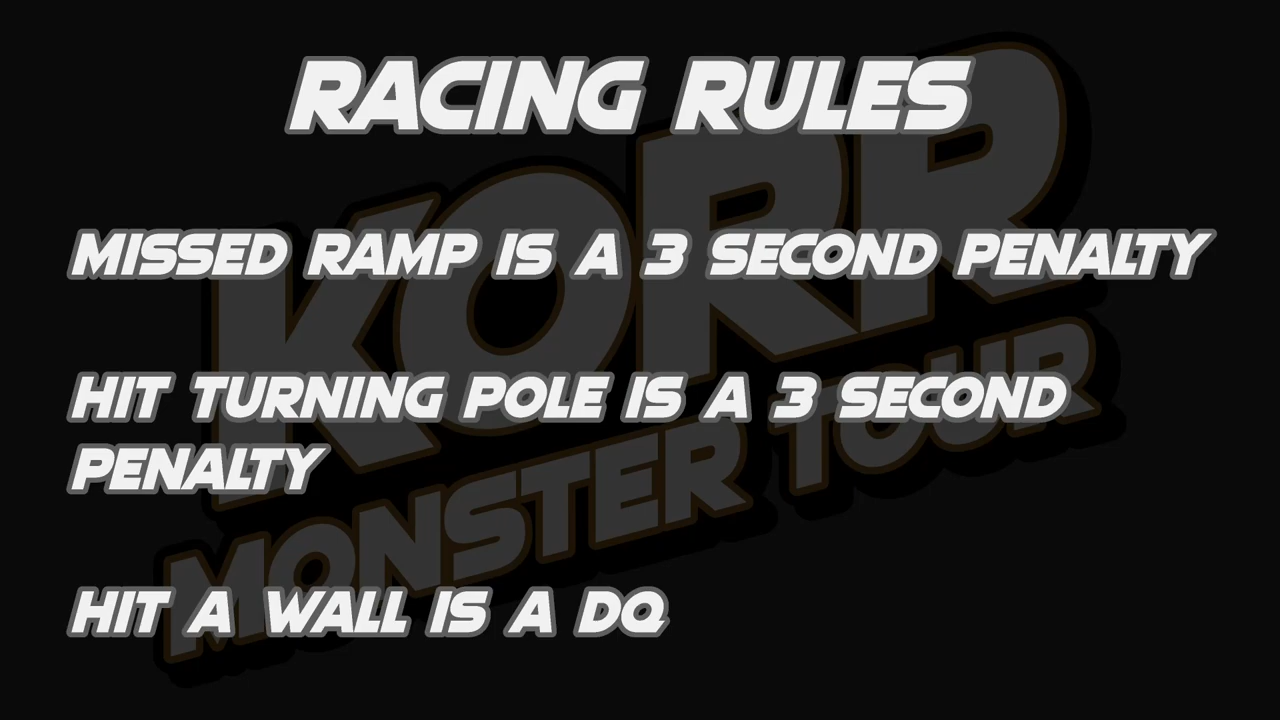 RACING RULES
MISSED RAMP IS A 3 SECOND PENALTY
HIT TURNING POLE IS A 3 SECOND
PENALTY
HIT A WALL IS A DQ
KORR
MONSTER TOUR